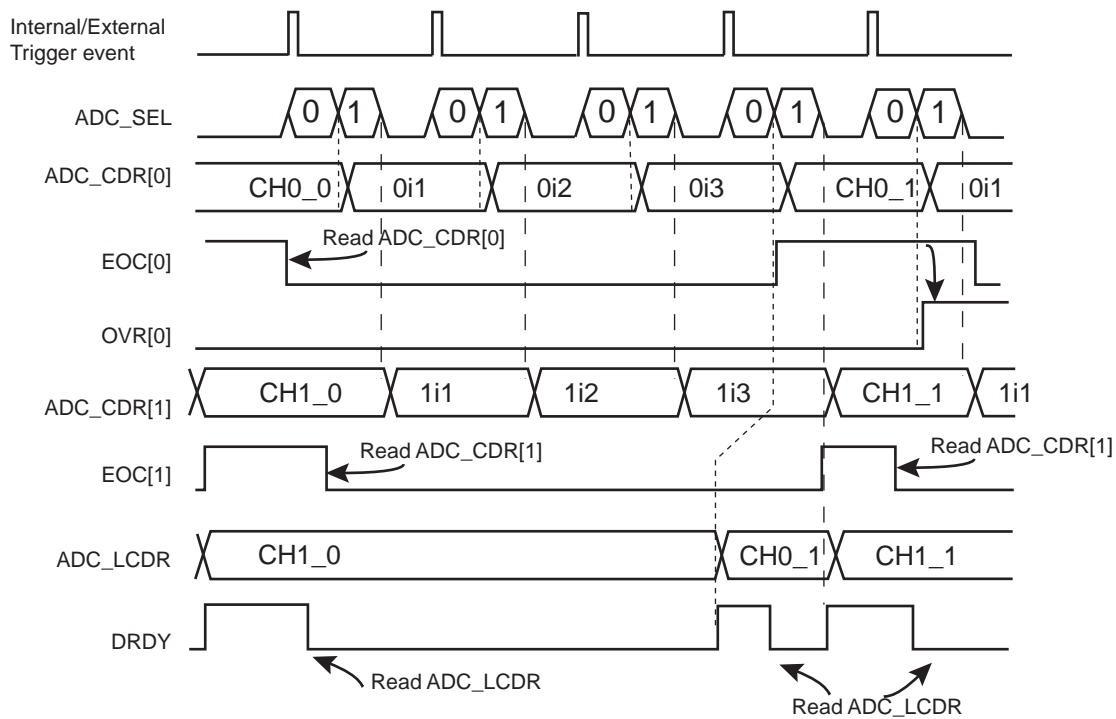 Internal/External
Trigger event
ADC_SEL
0 1 0 1 0 1 0 1 0 1
ADC_CDR[0]
CH0_0 0i1 0i2 0i3 CH0_1 0i1
Read ADC_CDR[0]
EOC[0]
OVR[0]
ADC_CDR[1]
CH1_0 1i1 1i2 1i3 CH1_1 1i1
Read ADC_CDR[1] Read ADC_CDR[1]
EOC[1]
ADC_LCDR
CH1_0 CH0_1 CH1_1
DRDY
Read ADC_LCDR
Read ADC_LCDR